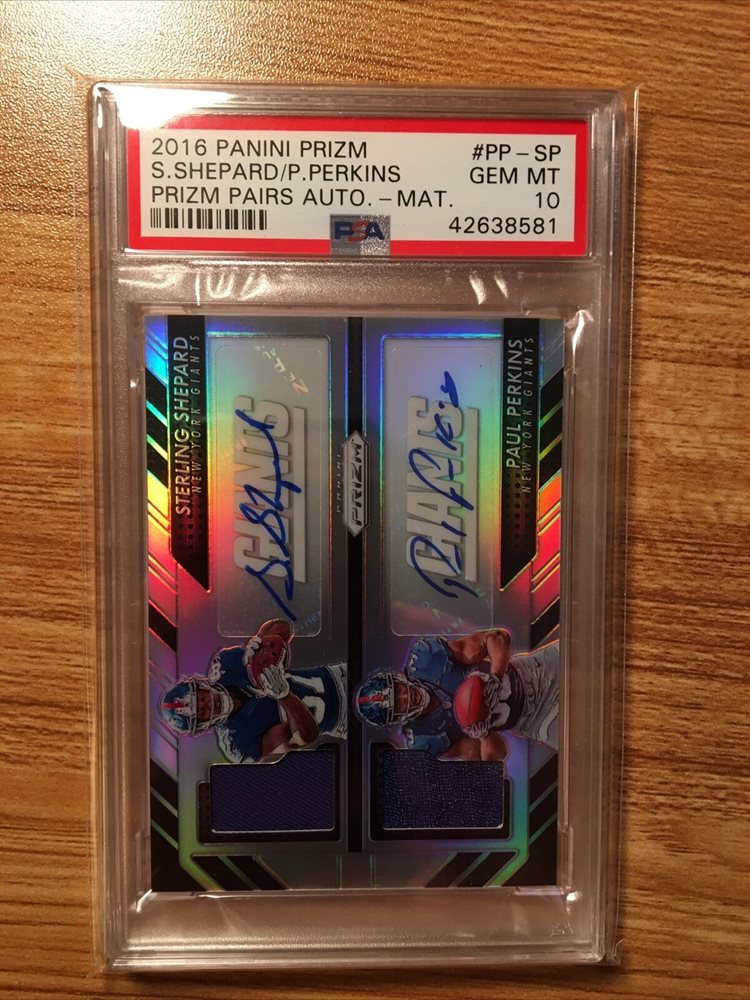 2016 PANINI PRIZM #PP-SP
S.SHEPARD/P.PERKINS GEM MT
PRIZM PAIRS AUTO.-MAT. 10
PSA 42638581
STERLING SHEPARD
NEW YORK GIANTS
GIANTS
PANINI
PRIZM
PAUL PERKINS
NEW YORK GIANTS
GIANTS
PSA